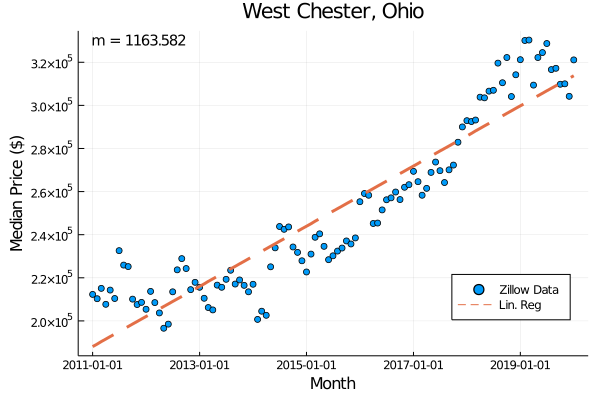 West Chester, Ohio
m = 1163.582
3.2×10⁵
3.0×10⁵
2.8×10⁵
2.6×10⁵
2.4×10⁵
2.2×10⁵
2.0×10⁵
Median Price ($)
Zillow Data
Lin. Reg
2011-01-01 2013-01-01 2015-01-01 2017-01-01 2019-01-01
Month